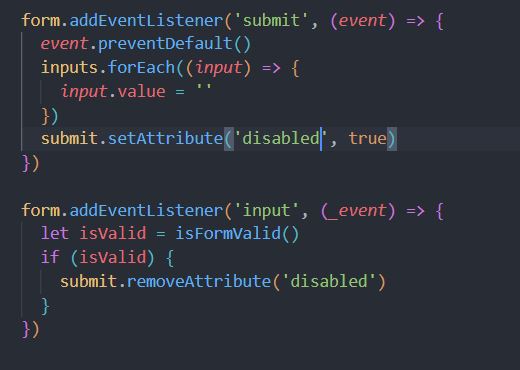 form.addEventListener('submit', (event) => {
  event.preventDefault()
  inputs.forEach((input) => {
    input.value = ''
  })
  submit.setAttribute('disabled', true)
})

form.addEventListener('input', (_event) => {
  let isValid = isFormValid()
  if (isValid) {
    submit.removeAttribute('disabled')
  }
})